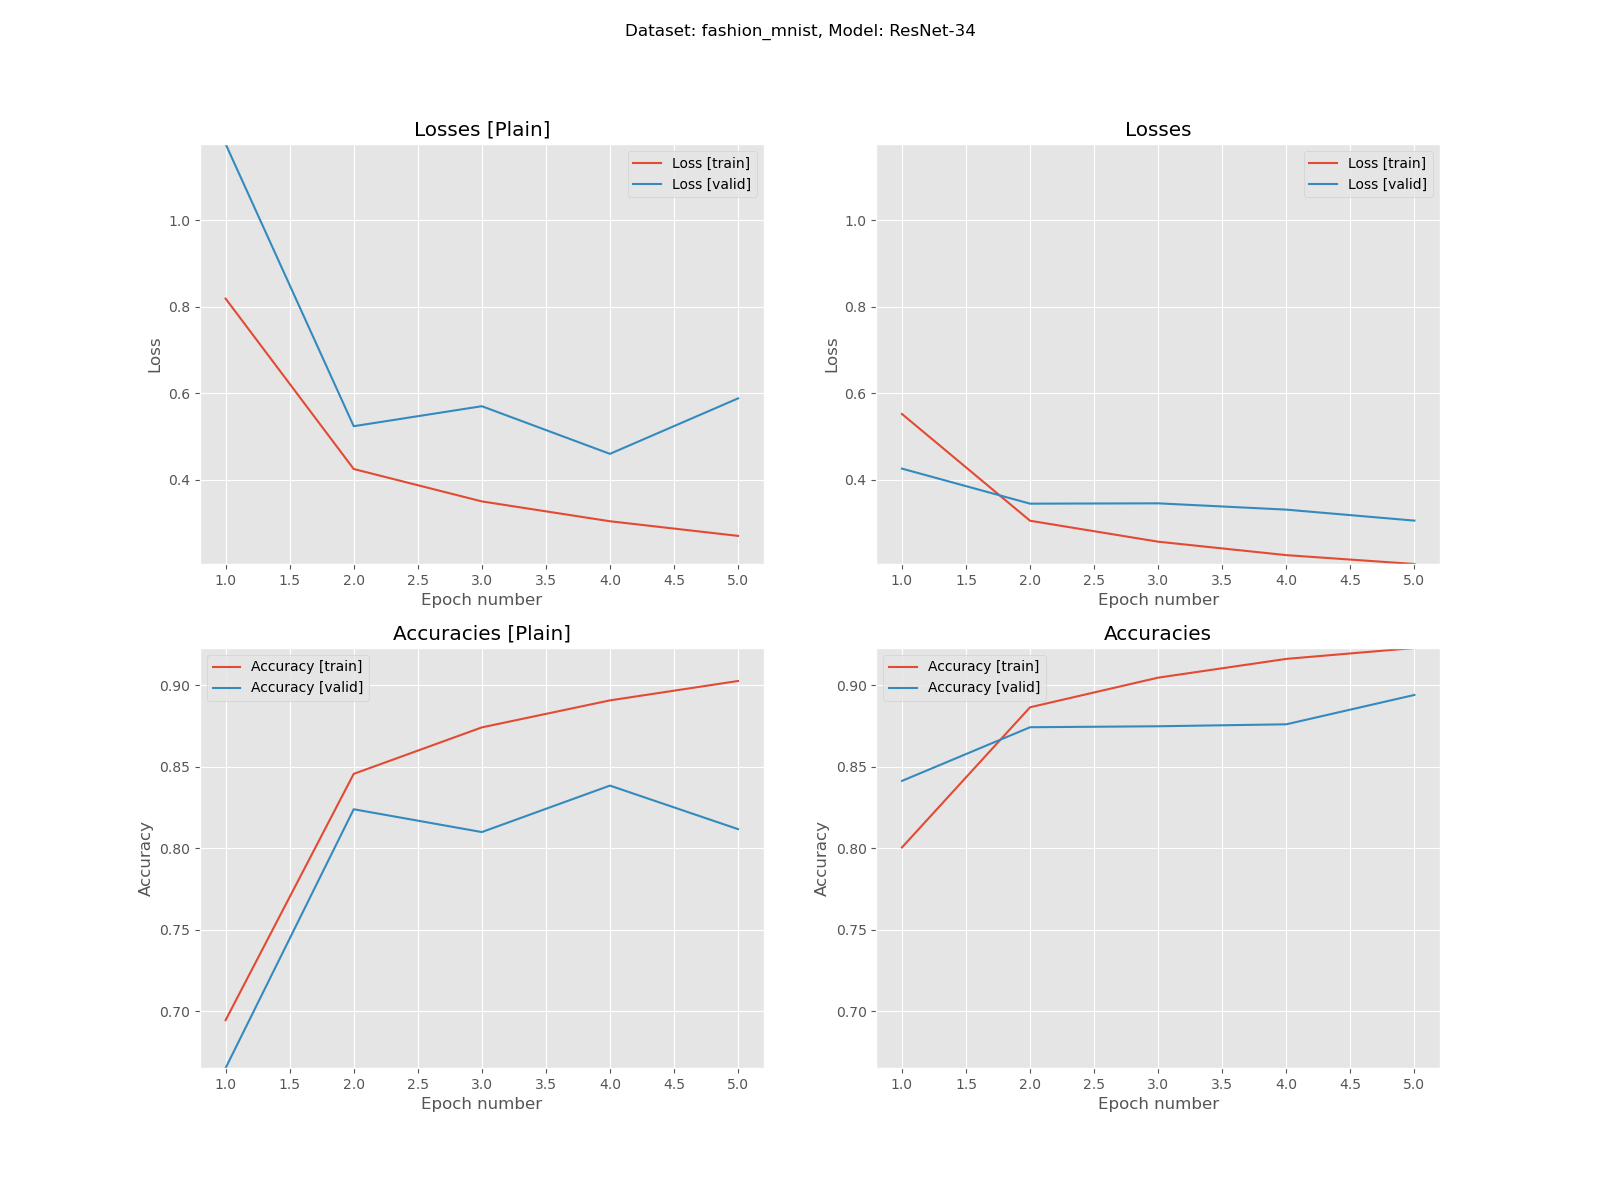 Dataset: fashion_mnist, Model: ResNet-34
Losses [Plain]
Loss [train]
Loss [valid]
1.0
0.8
0.6
0.4
Loss
1.0 1.5 2.0 2.5 3.0 3.5 4.0 4.5 5.0
Epoch number
Losses
Loss [train]
Loss [valid]
1.0
0.8
0.6
0.4
Loss
1.0 1.5 2.0 2.5 3.0 3.5 4.0 4.5 5.0
Epoch number
Accuracies [Plain]
Accuracy [train]
Accuracy [valid]
0.90
0.85
0.80
0.75
0.70
Accuracy
1.0 1.5 2.0 2.5 3.0 3.5 4.0 4.5 5.0
Epoch number
Accuracies
Accuracy [train]
Accuracy [valid]
0.90
0.85
0.80
0.75
0.70
Accuracy
1.0 1.5 2.0 2.5 3.0 3.5 4.0 4.5 5.0
Epoch number